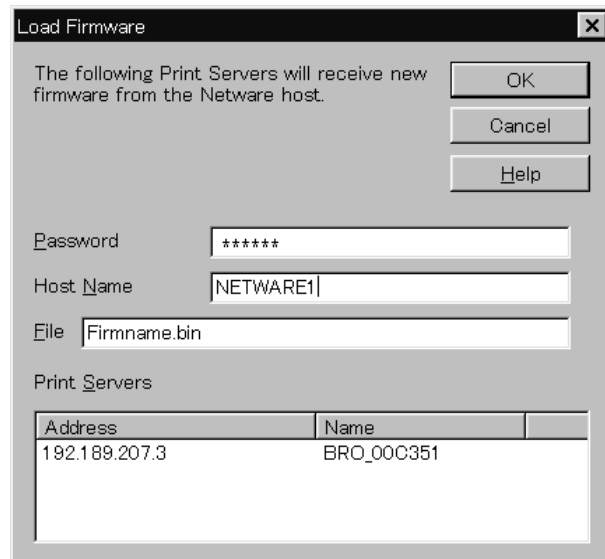 Load Firmware
The following Print Servers will receive new
firmware from the Netware host.
OK
Cancel
Help
Password ******
Host Name NETWARE1
File Firmname.bin
Print Servers
Address Name
192.189.207.3 BRO_00C351